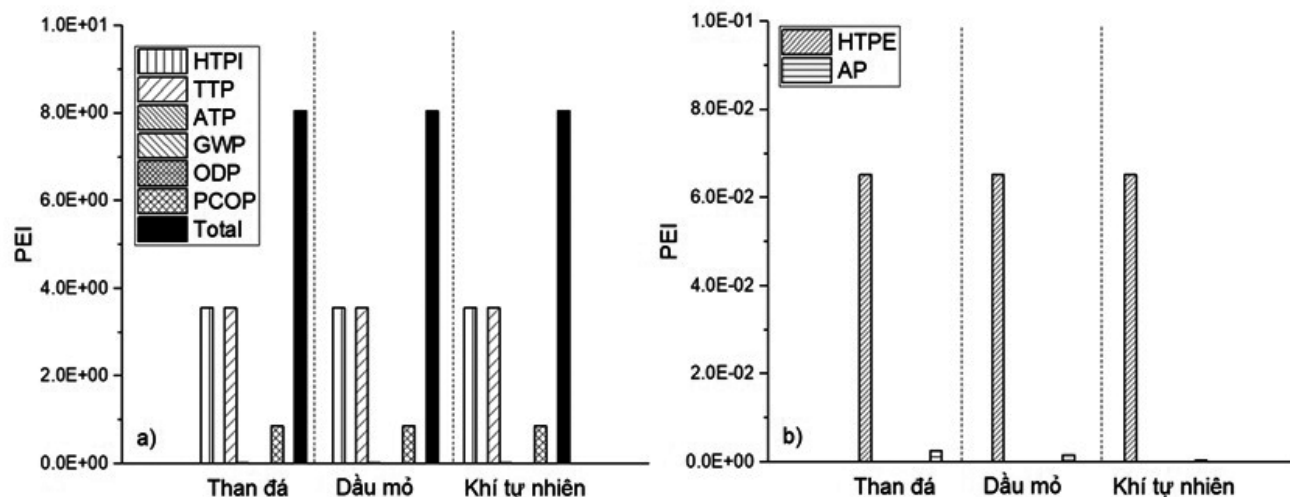 1.0E+01
8.0E+00
6.0E+00
4.0E+00
2.0E+00
0.0E+00
PEI
HTPI
TTP
ATP
GWP
ODP
PCOP
Total
a)
Than đá
Dầu mỏ
Khí tự nhiên
1.0E-01
8.0E-02
6.0E-02
4.0E-02
2.0E-02
0.0E+00
PEI
HTPE
AP
b)
Than đá
Dầu mỏ
Khí tự nhiên